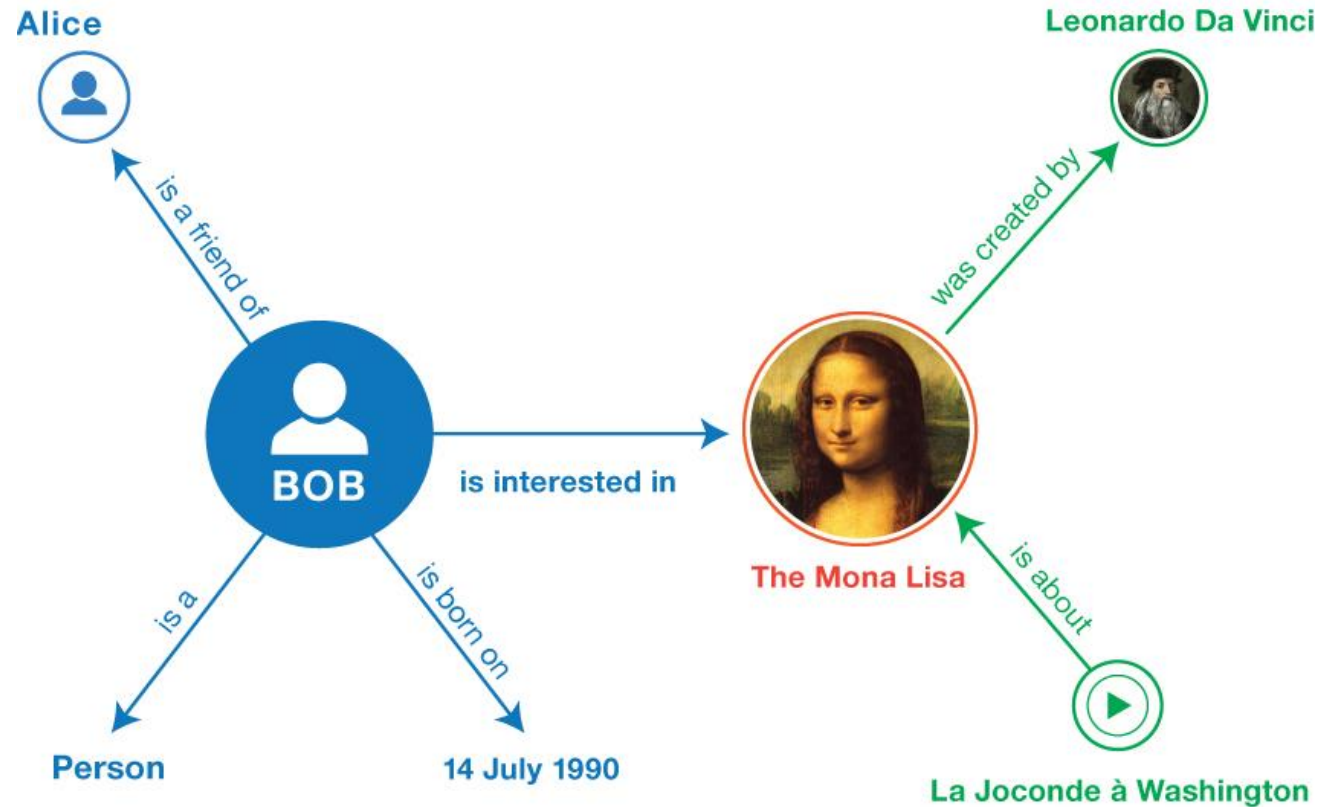 Alice
Leonardo Da Vinci
is a friend of
was created by
BOB
is interested in
The Mona Lisa
is a
is born on
is about
Person
14 July 1990
La Joconde à Washington